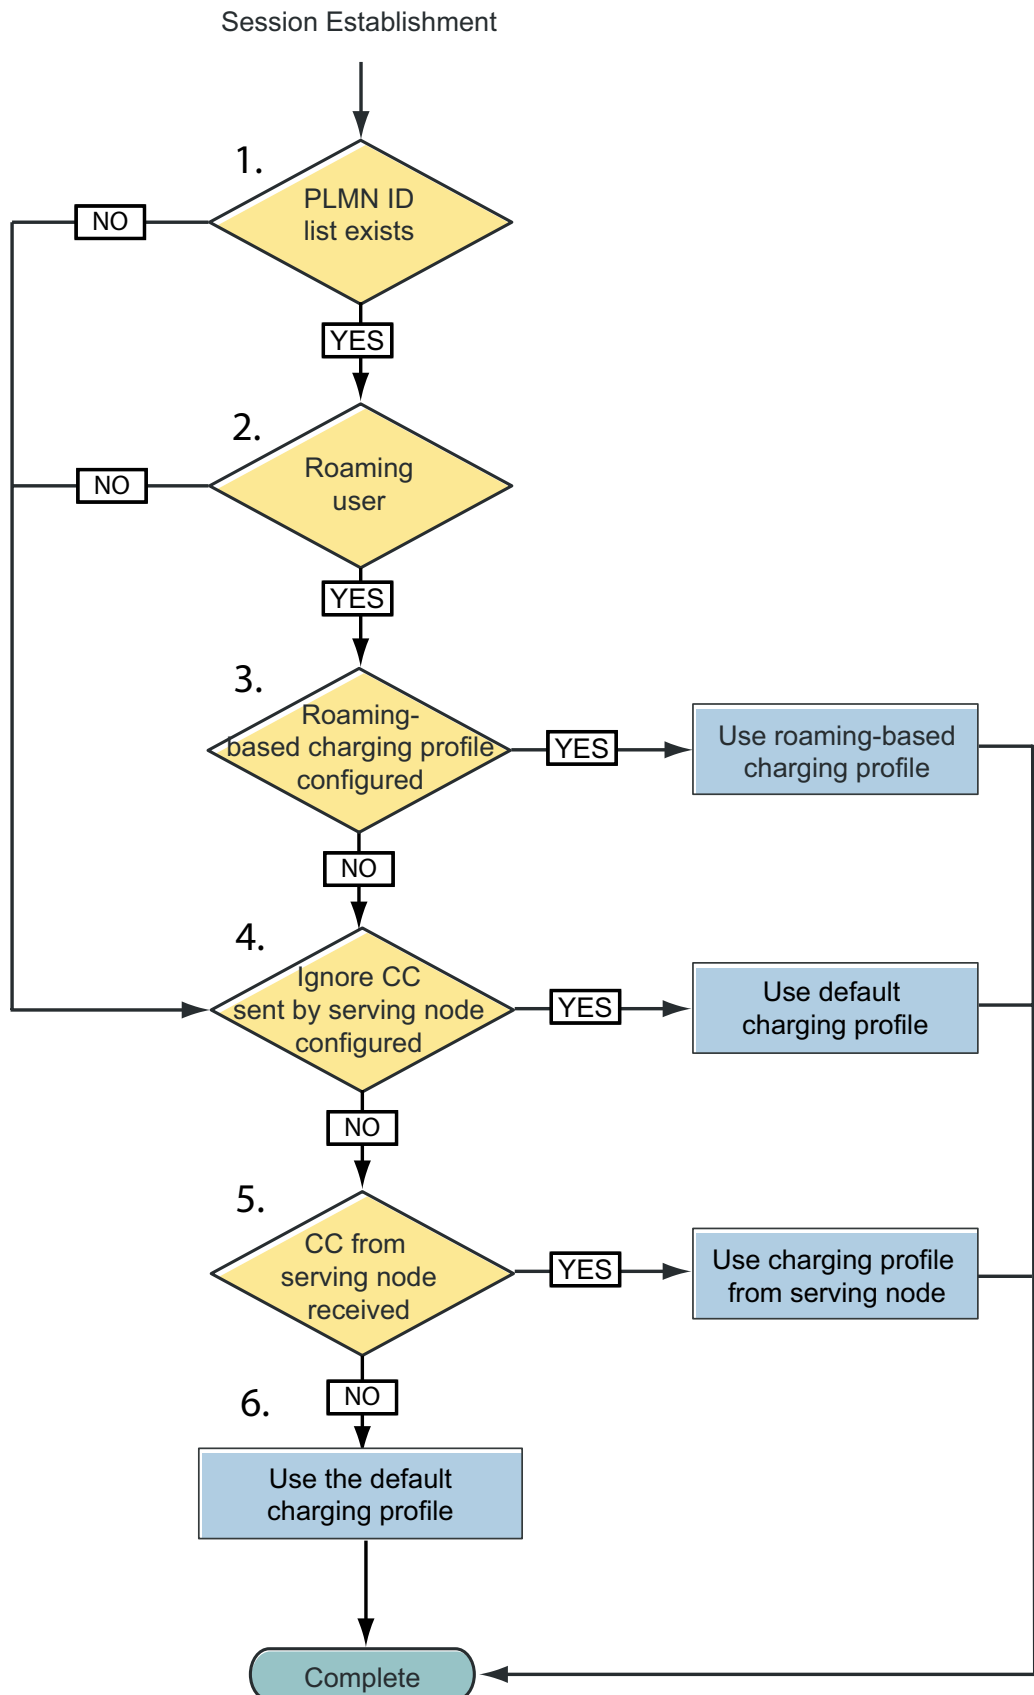 Session Establishment
1.
PLMN ID
list exists
NO
YES
2.
Roaming
user
NO
YES
3.
Roaming-
based charging profile
configured
YES
Use roaming-based
charging profile
NO
4.
Ignore CC
sent by serving node
configured
YES
Use default
charging profile
NO
5.
CC from
serving node
received
YES
Use charging profile
from serving node
NO
6.
Use the default
charging profile
Complete